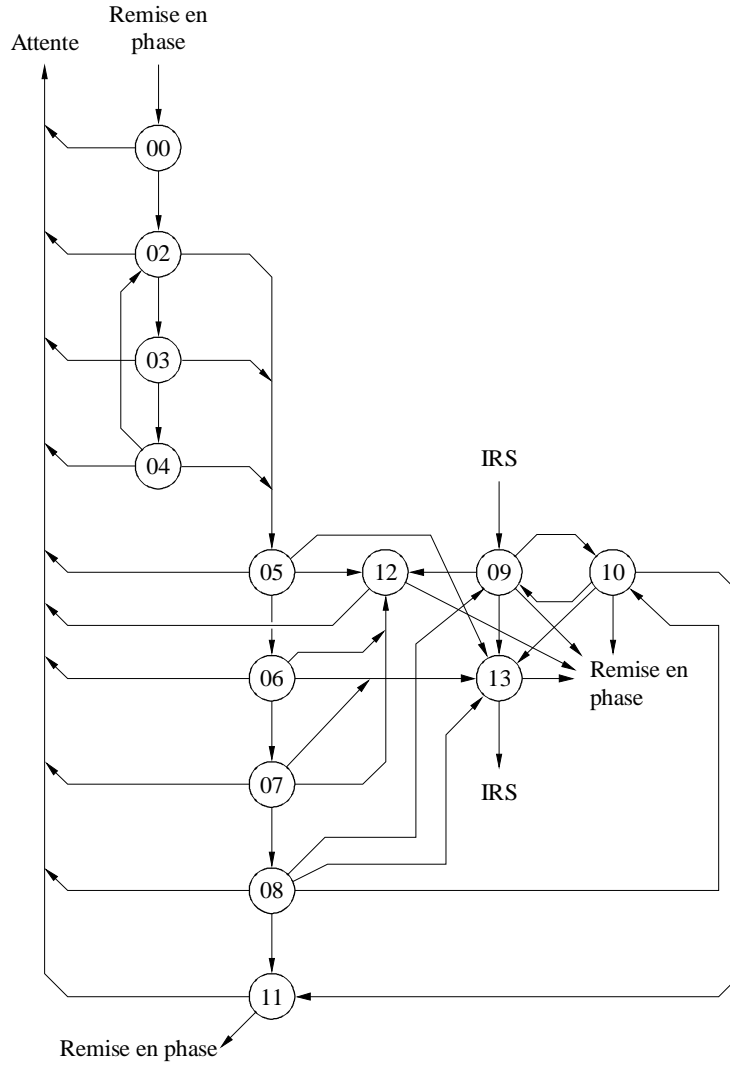 Remise en
phase
Attente
00
02
03
04
IRS
05
12
09
10
06
13
Remise en
phase
07
IRS
08
11
Remise en phase